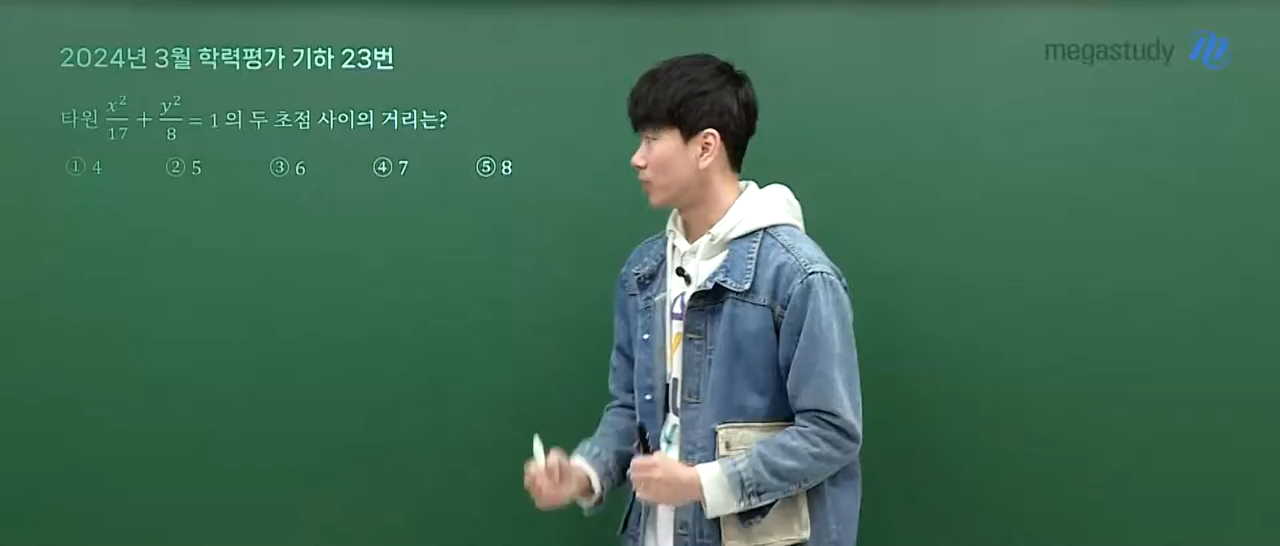 2024년 3월 학력평가 기하 23번
megastudy
타원 x²/17 + y²/8 = 1의 두 초점 사이의 거리는?
① 4 ② 5 ③ 6 ④ 7 ⑤ 8